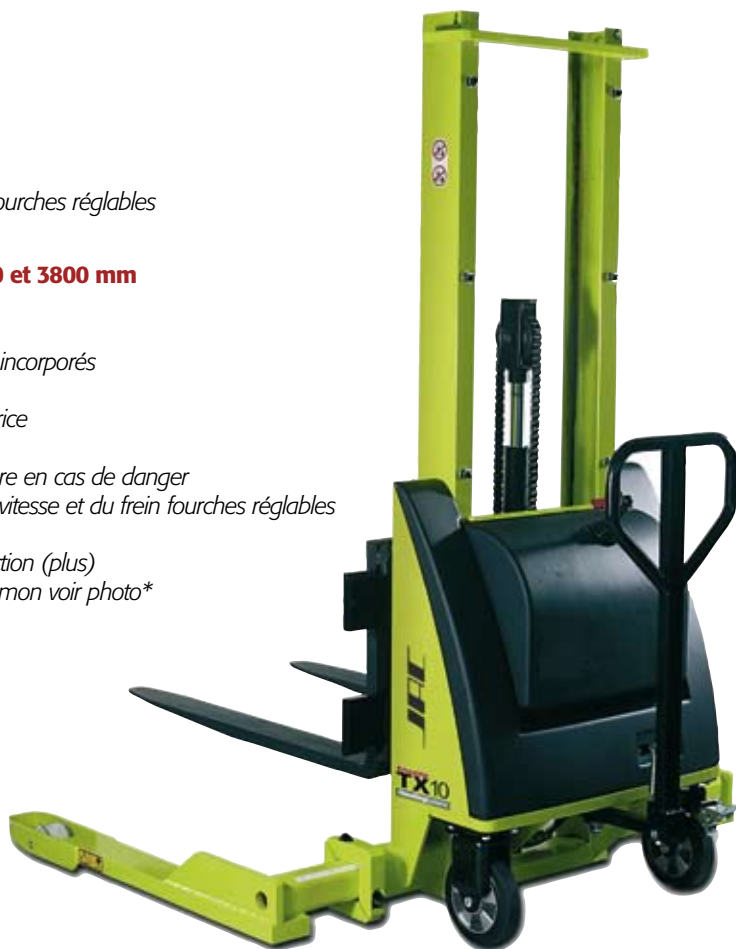 ourches réglables
0 et 3800 mm
incorporés
rice
re en cas de danger
vitesse et du frein fourches réglables
tion (plus)
mon voir photo*
TX10